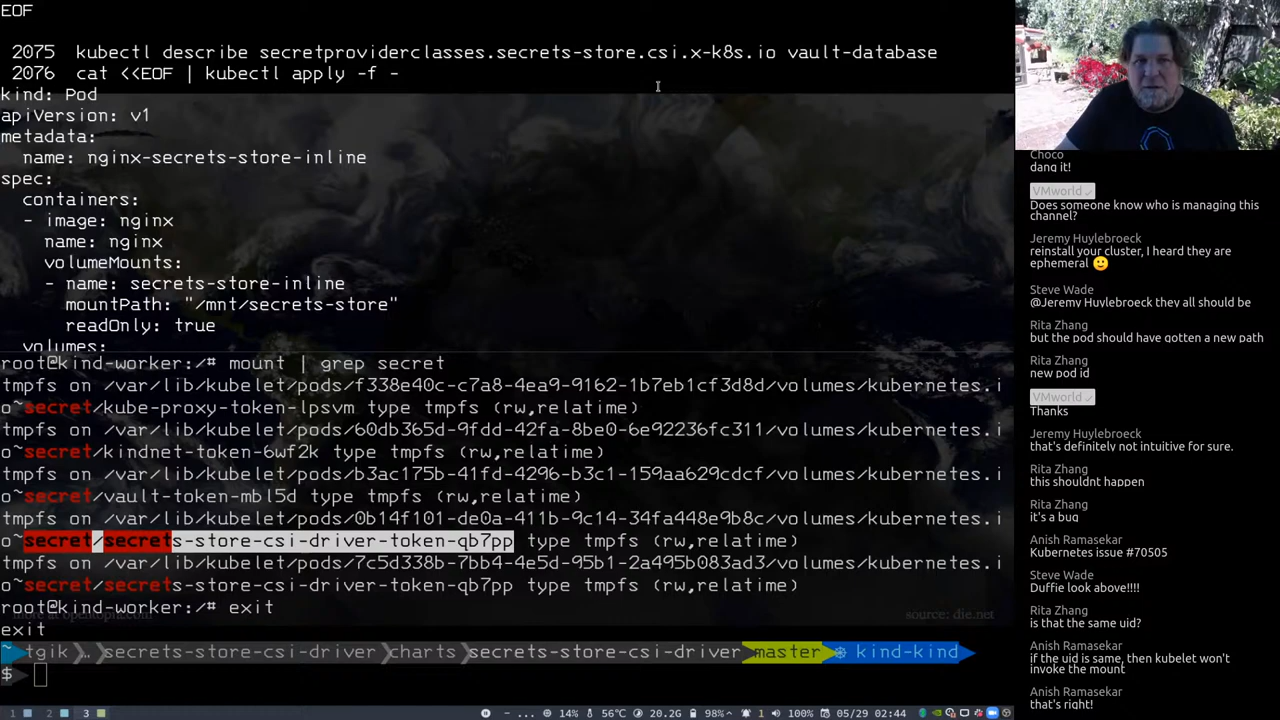 EOF
2075  kubectl describe secretproviderclasses.secrets-store.csi.x-k8s.io vault-database
2076  cat <<EOF | kubectl apply -f -
kind: Pod
apiVersion: v1
metadata:
  name: nginx-secrets-store-inline
spec:
  containers:
  - image: nginx
    name: nginx
    volumeMounts:
    - name: secrets-store-inline
      mountPath: "/mnt/secrets-store"
      readOnly: true
  volumes:
root@kind-worker:/# mount | grep secret
tmpfs on /var/lib/kubelet/pods/f338e40c-c7a8-4ea9-9162-1b7eb1cf3d8d/volumes/kubernetes.i
o~secret/kube-proxy-token-lpsvm type tmpfs (rw,relatime)
tmpfs on /var/lib/kubelet/pods/60db365d-9fdd-42fa-8be0-6e92236fc311/volumes/kubernetes.i
o~secret/kindnet-token-6wf2k type tmpfs (rw,relatime)
tmpfs on /var/lib/kubelet/pods/b3ac175b-41fd-4296-b3c1-159aa629cdcf/volumes/kubernetes.i
o~secret/vault-token-mbl5d type tmpfs (rw,relatime)
tmpfs on /var/lib/kubelet/pods/0b14f101-de0a-411b-9c14-34fa448e9b8c/volumes/kubernetes.i
o~secret/secrets-store-csi-driver-token-qb7pp type tmpfs (rw,relatime)
tmpfs on /var/lib/kubelet/pods/7c5d338b-7bb4-4e5d-95b1-2a495b083ad3/volumes/kubernetes.i
o~secret/secrets-store-csi-driver-token-qb7pp type tmpfs (rw,relatime)
root@kind-worker:/# exit
source: die.net
exit
~ tgik … secrets-store-csi-driver charts secrets-store-csi-driver master ⎈ kind-kind
$
14% 56°C 20.2G 98% 1 100% 05/29 02:44
1 2 3
Choco
dang it!
VMworld ✓
Does someone know who is managing this
channel?
Jeremy Huylebroeck
reinstall your cluster, I heard they are
ephemeral 🙂
Steve Wade
@Jeremy Huylebroeck they all should be
Rita Zhang
but the pod should have gotten a new path
Rita Zhang
new pod id
VMworld ✓
Thanks
Jeremy Huylebroeck
that's definitely not intuitive for sure.
Rita Zhang
this shouldnt happen
Rita Zhang
it's a bug
Anish Ramasekar
Kubernetes issue #70505
Steve Wade
Duffie look above!!!!
Rita Zhang
is that the same uid?
Anish Ramasekar
if the uid is same, then kubelet won't
invoke the mount
Anish Ramasekar
that's right!